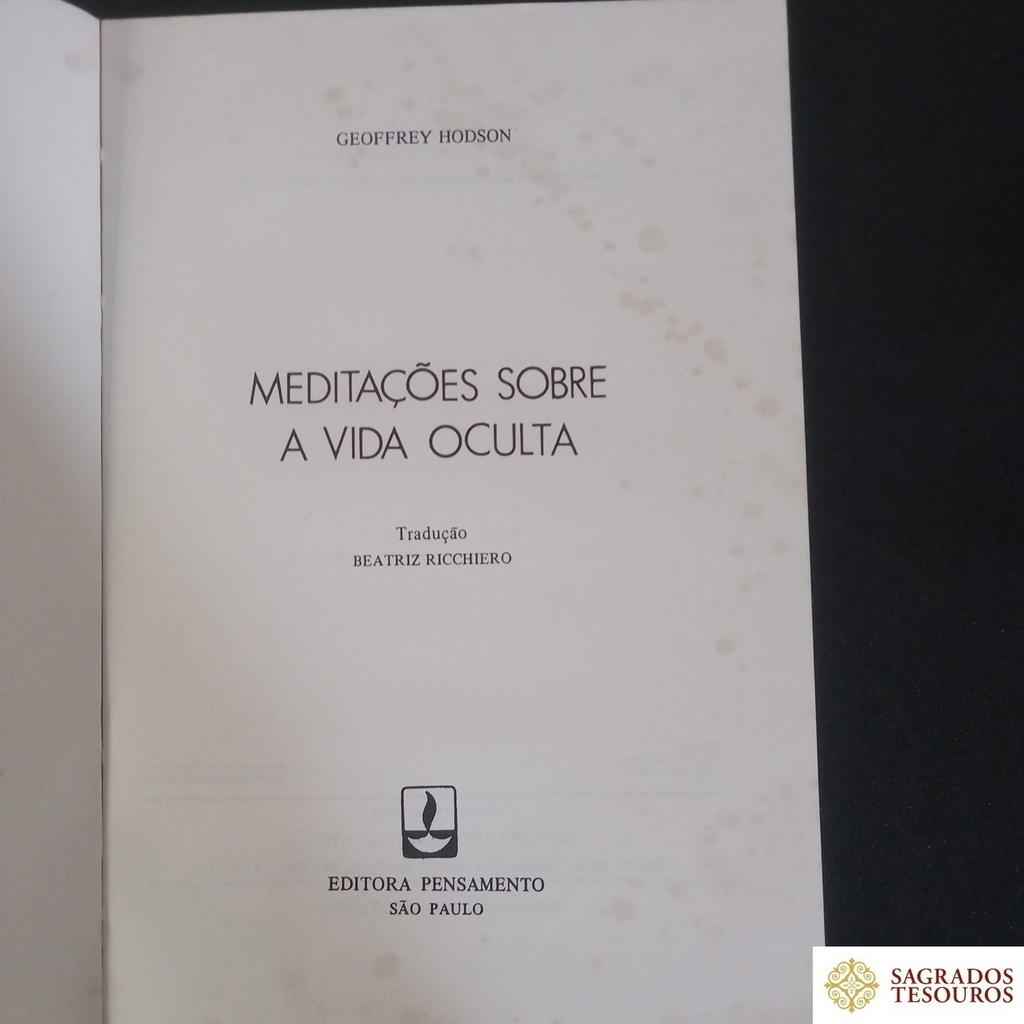 GEOFFREY HODSON
MEDITAÇÕES SOBRE
A VIDA OCULTA
Tradução
BEATRIZ RICCHIERO
EDITORA PENSAMENTO
SÃO PAULO
SAGRADOS
TESOUROS